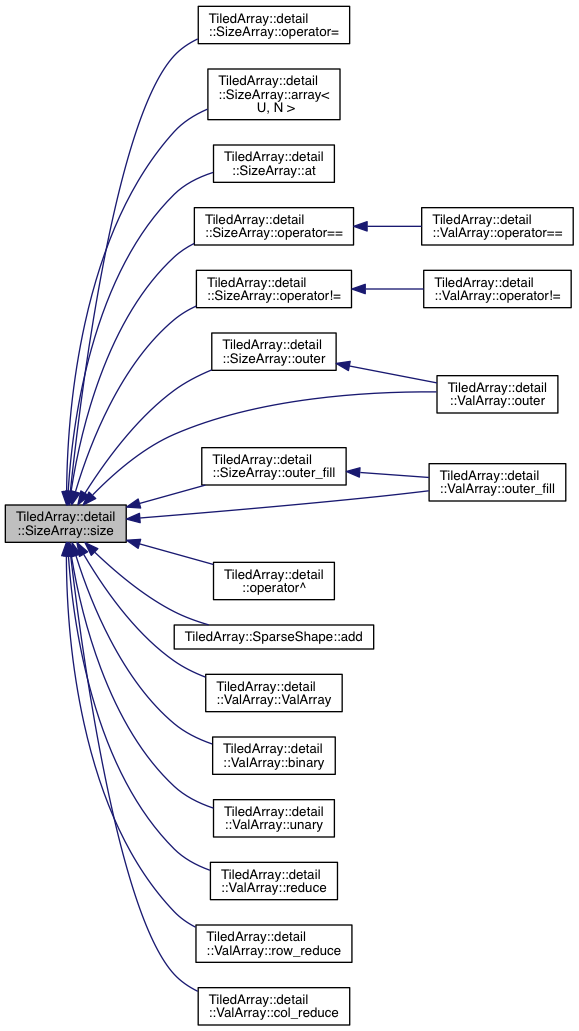 TiledArray::detail
::SizeArray::operator=
TiledArray::detail
::SizeArray::array<
U, N >
TiledArray::detail
::SizeArray::at
TiledArray::detail
::SizeArray::operator==
TiledArray::detail
::ValArray::operator==
TiledArray::detail
::SizeArray::operator!=
TiledArray::detail
::ValArray::operator!=
TiledArray::detail
::SizeArray::outer
TiledArray::detail
::ValArray::outer
TiledArray::detail
::SizeArray::outer_fill
TiledArray::detail
::ValArray::outer_fill
TiledArray::detail
::SizeArray::size
TiledArray::detail
::operator^
TiledArray::SparseShape::add
TiledArray::detail
::ValArray::ValArray
TiledArray::detail
::ValArray::binary
TiledArray::detail
::ValArray::unary
TiledArray::detail
::ValArray::reduce
TiledArray::detail
::ValArray::row_reduce
TiledArray::detail
::ValArray::col_reduce